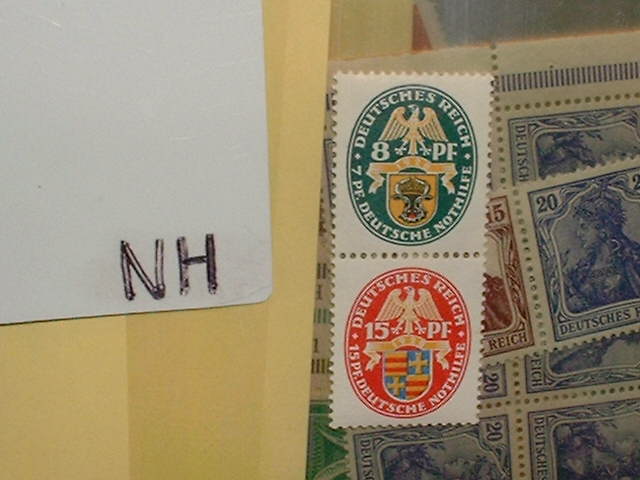 NH
DEUTSCHES REICH
8 PF
7 PF. DEUTSCHE NOTHILFE
DEUTSCHES REICH
15 PF
15 PF. DEUTSCHE NOTHILFE
15
REICH
20
DEUTSCHES REICH
20
20